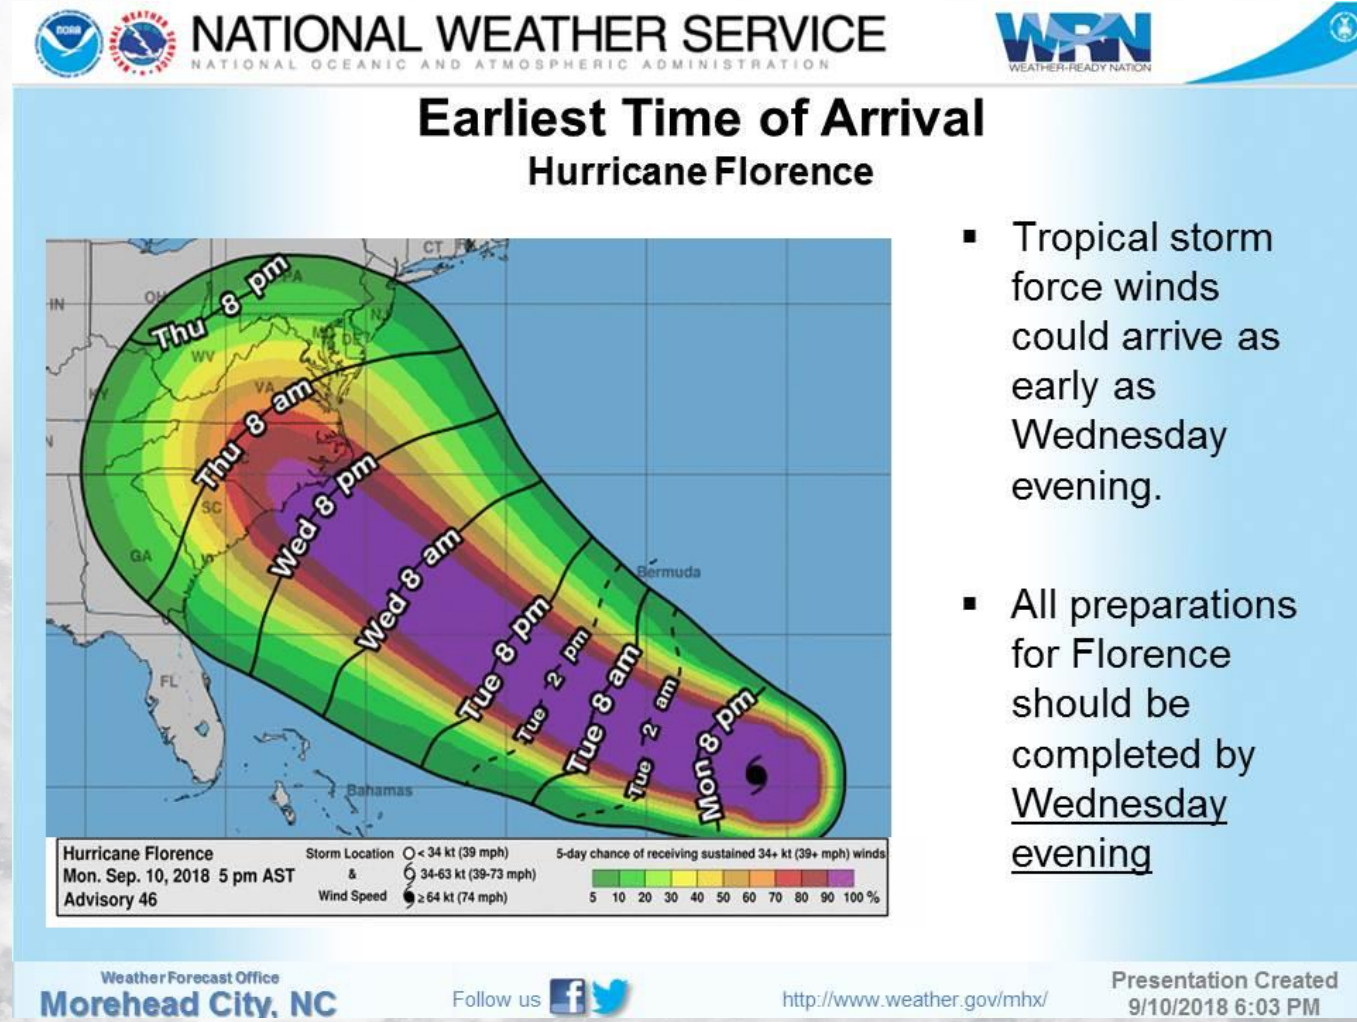 NOAA
NATIONAL WEATHER SERVICE
NATIONAL OCEANIC AND ATMOSPHERIC ADMINISTRATION
WRN
WEATHER-READY NATION
Earliest Time of Arrival
Hurricane Florence
CT
PA
Thu 8 pm
IN
OH
NJ
WV
KY
VA
Thu 8 am
SC
Wed 8 pm
GA
Wed 8 am
Bermuda
Tue 8 pm
Tue 2 pm
Tue 8 am
FL
Tue 2 am
Mon 8 pm
Bahamas
Hurricane Florence
Mon. Sep. 10, 2018 5 pm AST
Advisory 46
Storm Location
&
Wind Speed
< 34 kt (39 mph)
34-63 kt (39-73 mph)
≥ 64 kt (74 mph)
5-day chance of receiving sustained 34+ kt (39+ mph) winds
5 10 20 30 40 50 60 70 80 90 100 %
▪ Tropical storm
force winds
could arrive as
early as
Wednesday
evening.
▪ All preparations
for Florence
should be
completed by
Wednesday
evening
Weather Forecast Office
Morehead City, NC
Follow us
http://www.weather.gov/mhx/
Presentation Created
9/10/2018 6:03 PM